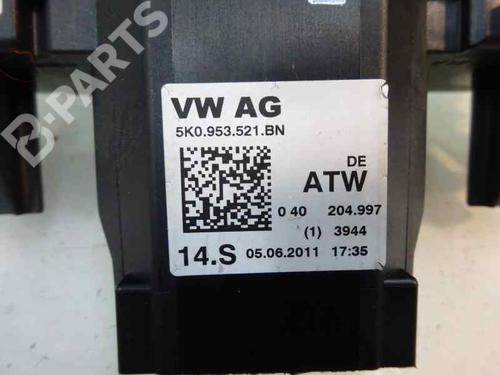 B-PARTS
VW AG
5K0.953.521.BN
DE
ATW
0 40 204.997
(1) 3944
14.S 05.06.2011 17:35